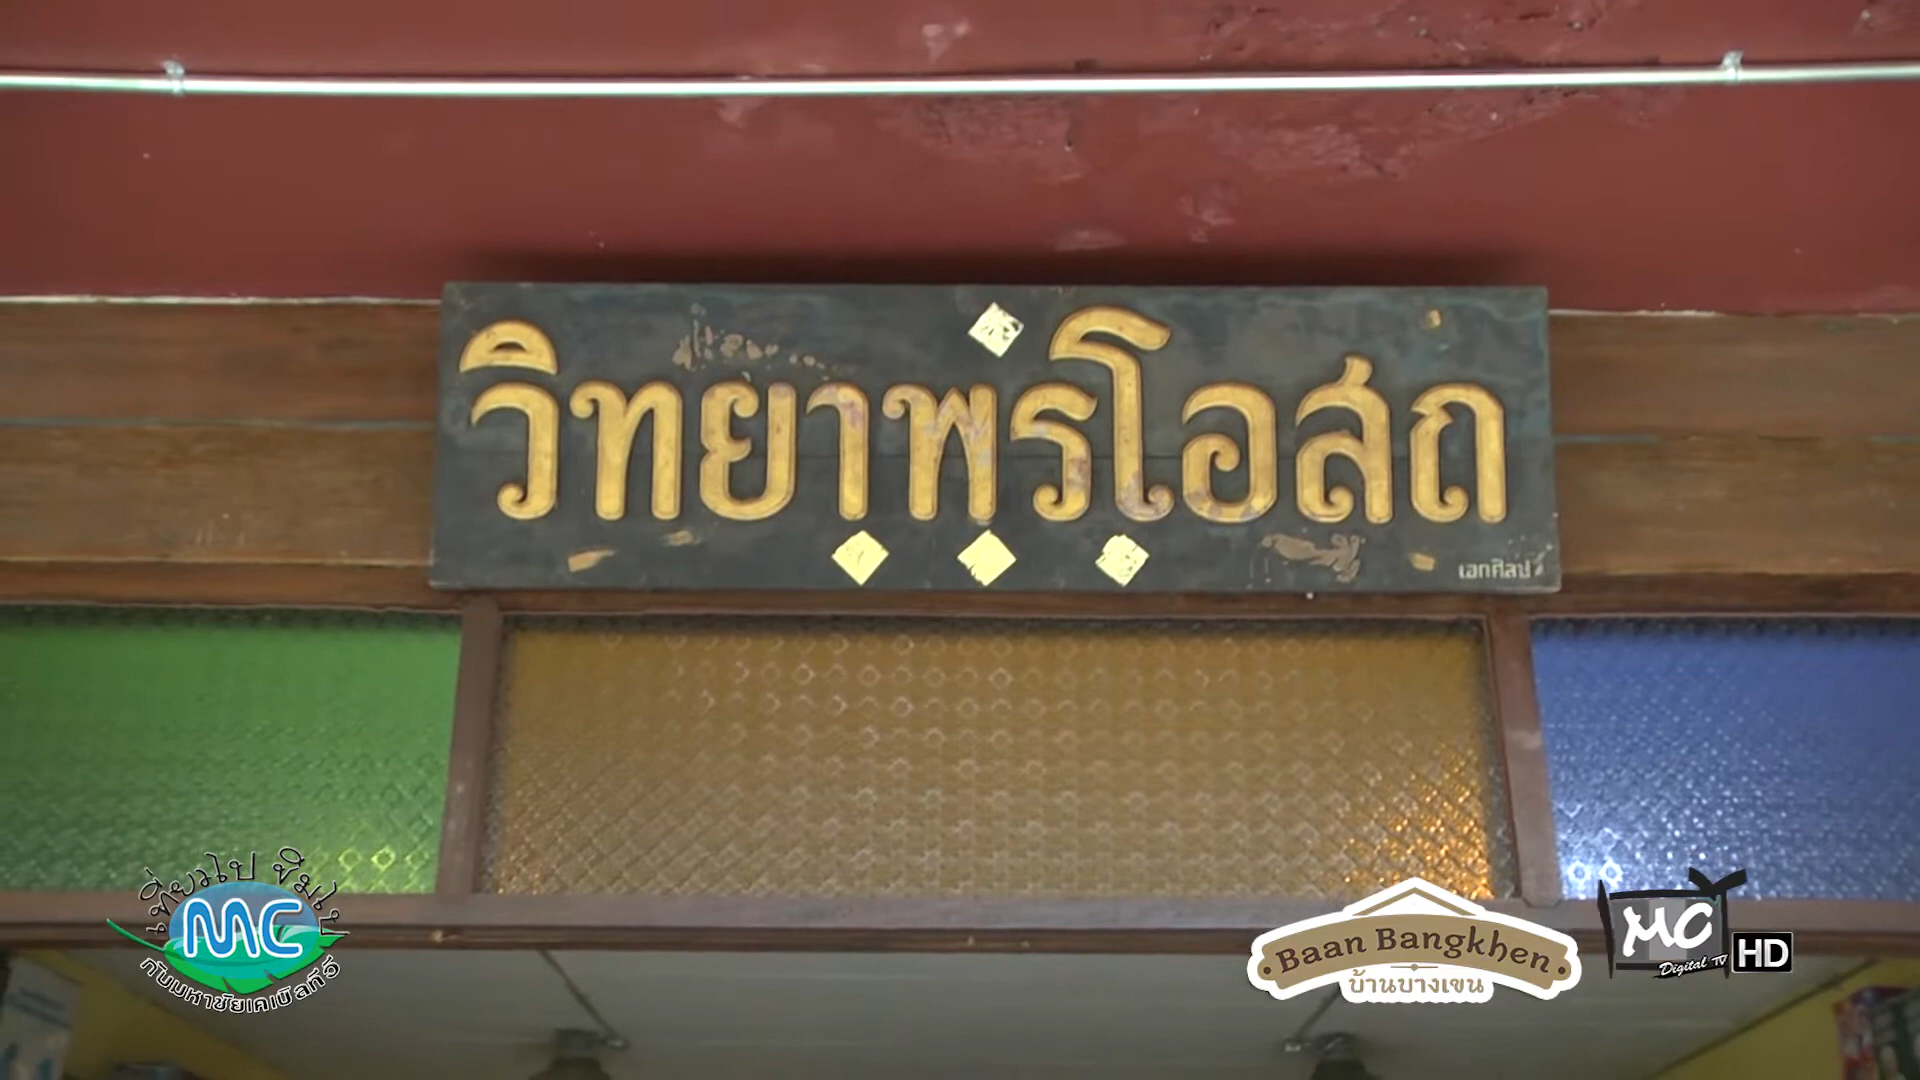 วิทยาพรโอสถ
เอกศิลป์
เที่ยวไป ยิ้มไป
MC
กับมหาชัยเคเบิลทีวี
Baan Bangkhen
บ้านบางเขน
MC
Digital TV
HD